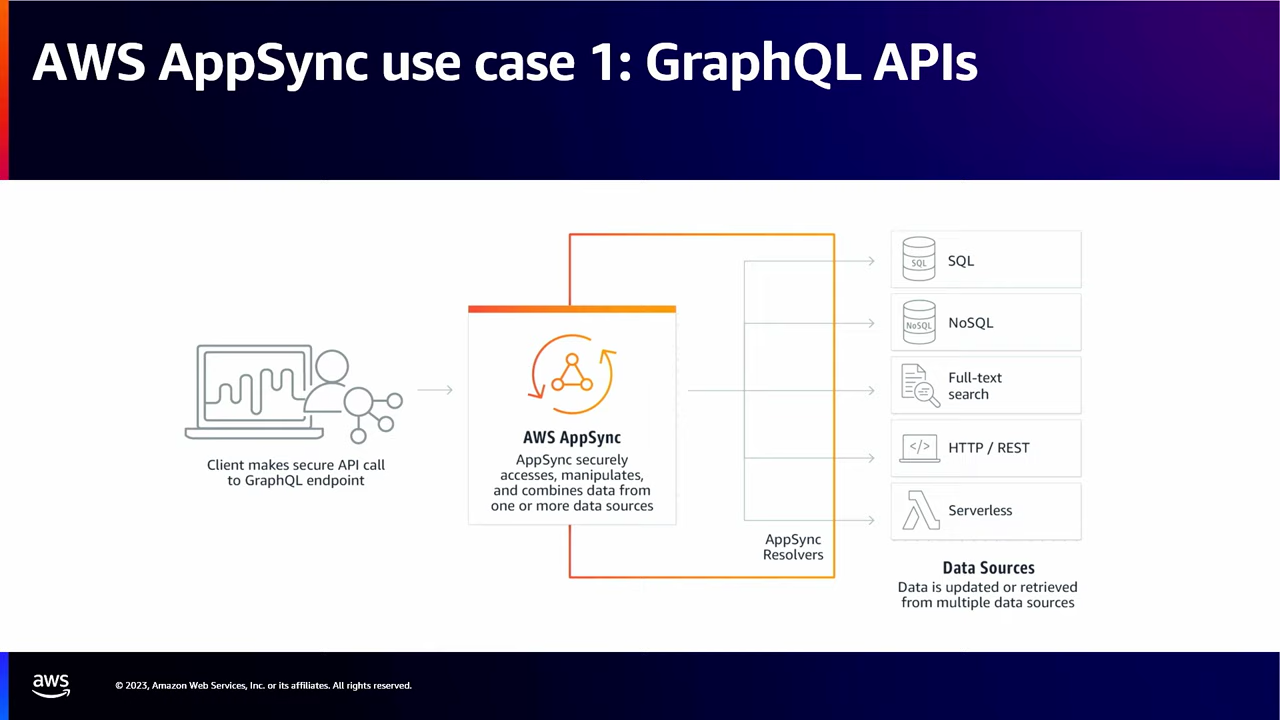 AWS AppSync use case 1: GraphQL APIs
Client makes secure API call
to GraphQL endpoint
AWS AppSync
AppSync securely
accesses, manipulates,
and combines data from
one or more data sources
AppSync
Resolvers
SQL
SQL
NoSQL
NoSQL
Full-text
search
</>
HTTP / REST
Serverless
Data Sources
Data is updated or retrieved
from multiple data sources
aws
© 2023, Amazon Web Services, Inc. or its affiliates. All rights reserved.